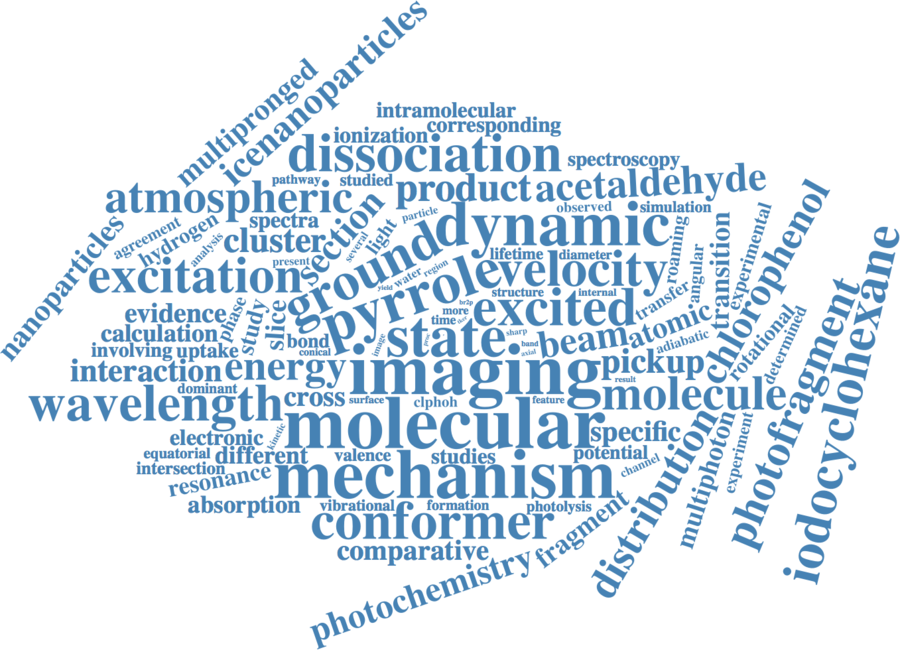 icenanoparticles
multipronged
intramolecular
corresponding
ionization
dissociation
spectroscopy
pathway
studied
product
acetaldehyde
atmospheric
nanoparticles
agreement
hydrogen
analysis
spectra
cluster
section
light
particle
several
observed
simulation
dynamic
ground
excitation
present
lifetime
diameter
velocity
roaming
angular
transition
experimental
chlorophenol
iodocyclohexane
photofragment
yield
water
region
pyrrole
structure
internal
br2p
more
time
they
excited
transfer
evidence
phase
study
slice
calculation
bond
conical
image
state
grow
sharp
band
axial
beam
atomic
adiabatic
rotational
determined
involving
uptake
interaction
energy
imaging
pickup
result
dominant
wavelength
cross
surface
clphoh
feature
molecule
molecular
kinetic
electronic
specific
distribution
multiphoton
experiment
equatorial
different
valence
studies
potential
channel
intersection
resonance
mechanism
absorption
vibrational
formation
photolysis
conformer
fragment
comparative
photochemistry